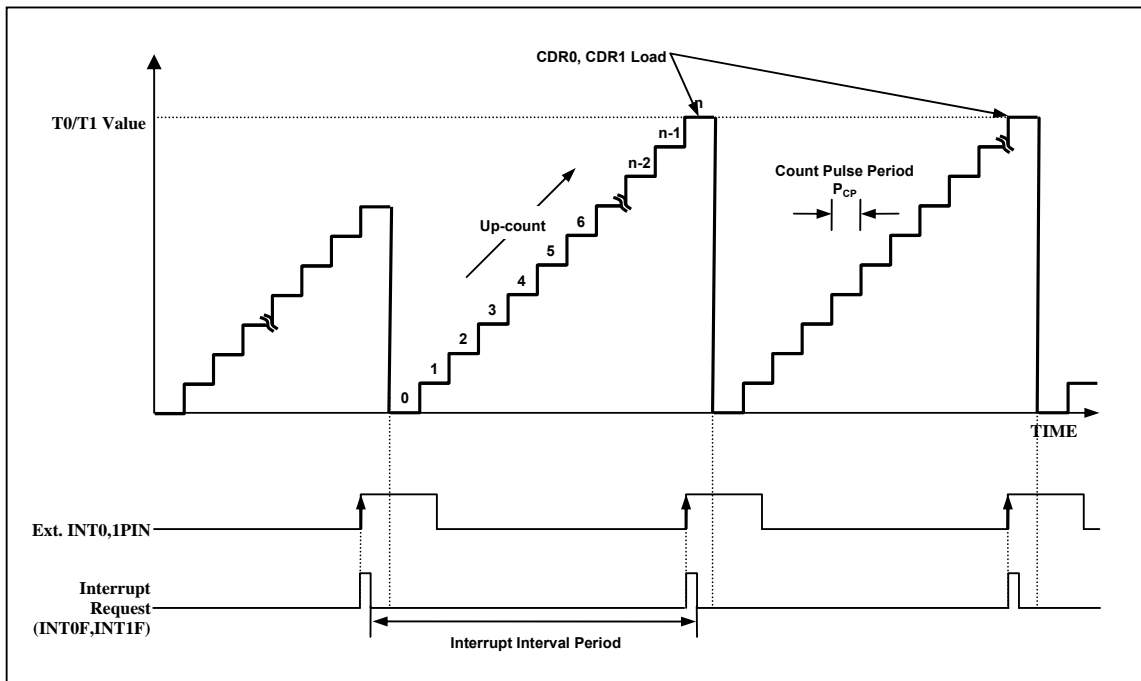 CDR0, CDR1 Load
n
T0/T1 Value
n-1
n-2
Count Pulse Period
P_CP
Up-count
6
5
4
3
2
1
0
TIME
Ext. INT0,1PIN
Interrupt
Request
(INT0F,INT1F)
Interrupt Interval Period